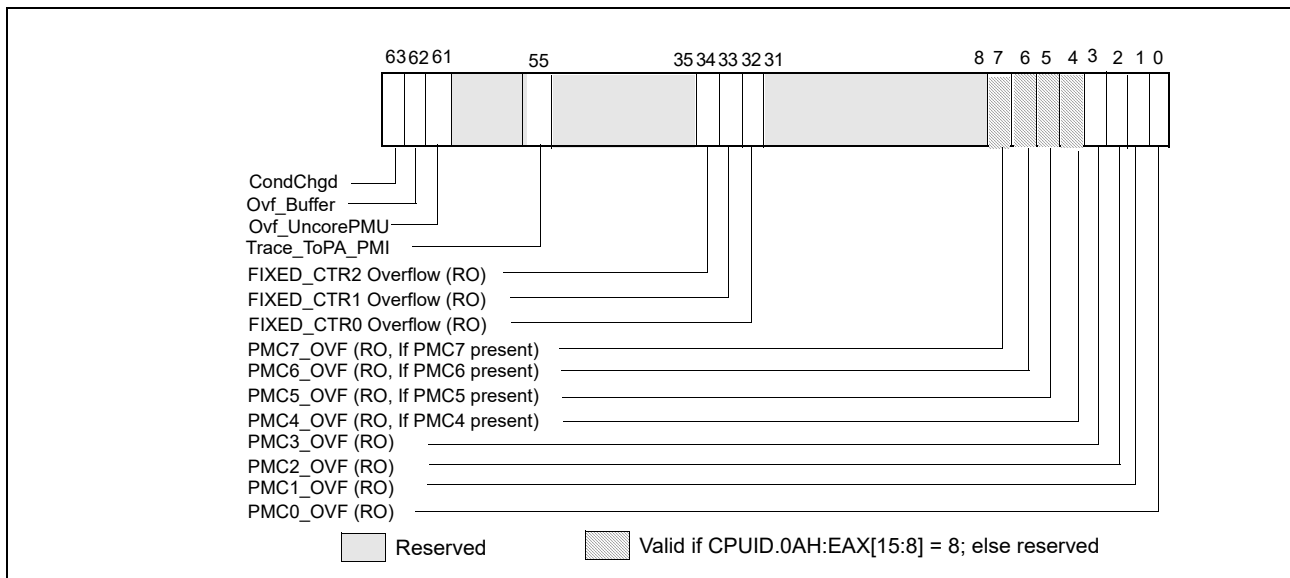 63 62 61 55 35 34 33 32 31 8 7 6 5 4 3 2 1 0
CondChgd
Ovf_Buffer
Ovf_UncorePMU
Trace_ToPA_PMI
FIXED_CTR2 Overflow (RO)
FIXED_CTR1 Overflow (RO)
FIXED_CTR0 Overflow (RO)
PMC7_OVF (RO, If PMC7 present)
PMC6_OVF (RO, If PMC6 present)
PMC5_OVF (RO, If PMC5 present)
PMC4_OVF (RO, If PMC4 present)
PMC3_OVF (RO)
PMC2_OVF (RO)
PMC1_OVF (RO)
PMC0_OVF (RO)
Reserved Valid if CPUID.0AH:EAX[15:8] = 8; else reserved